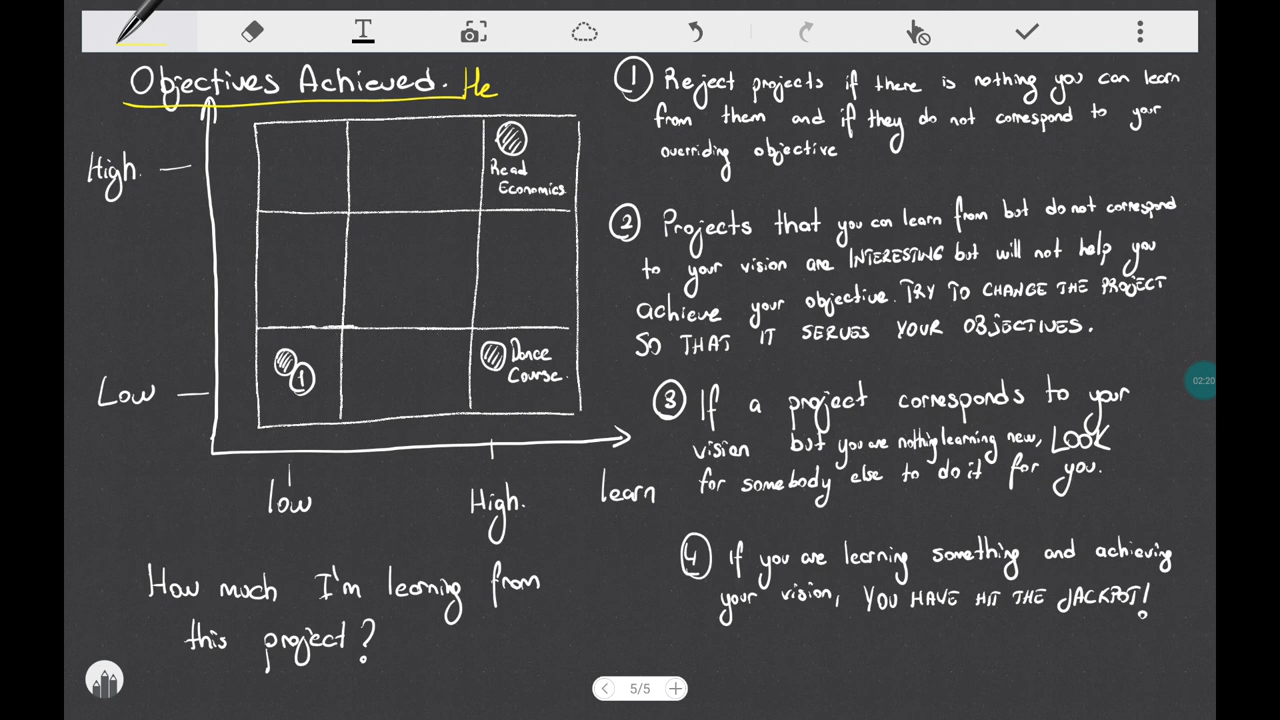 T
Objectives Achieved. He
High.
Low
Read
Economics
1
Dance
Course.
low
High.
learn
How much I'm learning from
this project?
1 Reject projects if there is nothing you can learn
from them and if they do not correspond to your
overriding objective
2 Projects that you can learn from but do not correspond
to your vision are INTERESTING but will not help you
achieve your objective. TRY TO CHANGE THE PROJECT
SO THAT IT SERVES YOUR OBJECTIVES.
3 If a project corresponds to your
vision but you are nothig learning new, LOOK
for somebody else to do it for you.
4 If you are learning something and achieving
your vision, YOU HAVE HIT THE JACKPOT!
02:20
5/5